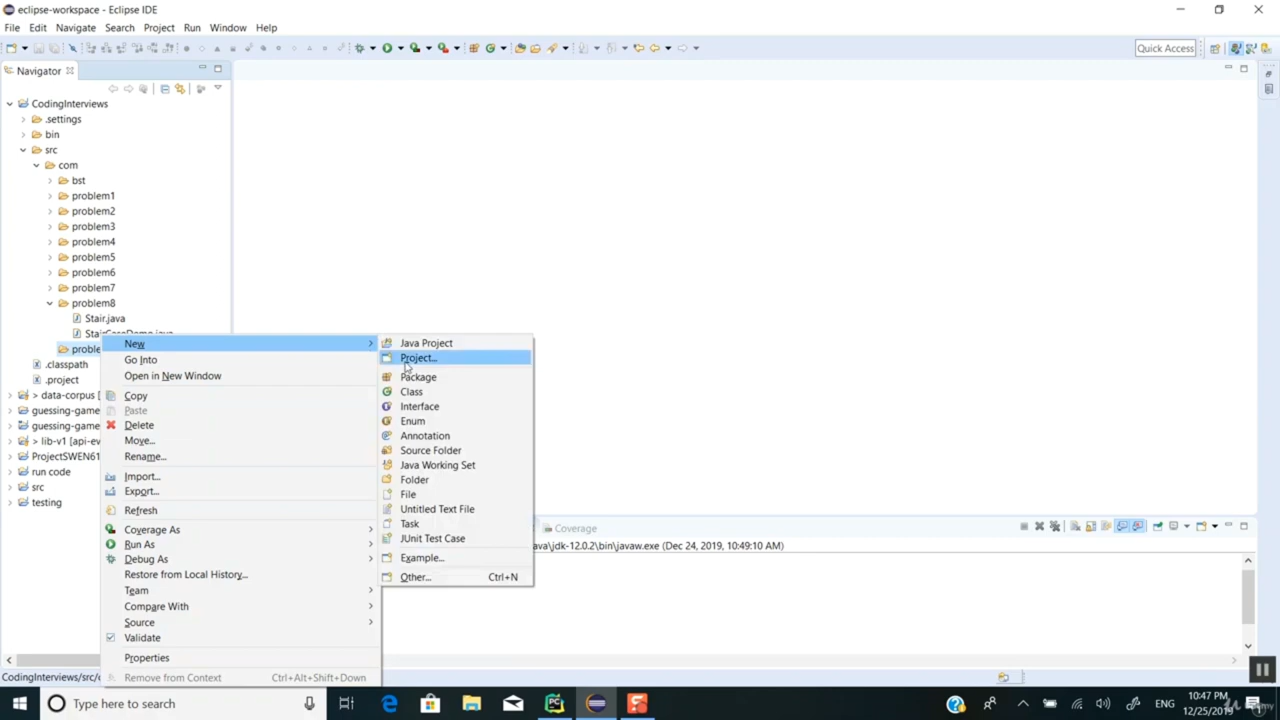 eclipse-workspace - Eclipse IDE
File Edit Navigate Search Project Run Window Help
Quick Access
Navigator
CodingInterviews
.settings
bin
src
com
bst
problem1
problem2
problem3
problem4
problem5
problem6
problem7
problem8
Stair.java
StairCaseDemo.java
proble
.classpath
.project
> data-corpus [
guessing-game
guessing-game
> lib-v1 [api-ev
ProjectSWEN61
run code
src
testing
New
Go Into
Open in New Window
Copy
Paste
Delete
Move...
Rename...
Import...
Export...
Refresh
Coverage As
Run As
Debug As
Restore from Local History...
Team
Compare With
Source
Validate
Properties
Remove from Context Ctrl+Alt+Shift+Down
Java Project
Project...
Package
Class
Interface
Enum
Annotation
Source Folder
Java Working Set
Folder
File
Untitled Text File
Task
JUnit Test Case
Example...
Other... Ctrl+N
Coverage
ava\jdk-12.0.2\bin\javaw.exe (Dec 24, 2019, 10:49:10 AM)
CodingInterviews/src/c
Type here to search
ENG
10:47 PM
12/25/2019